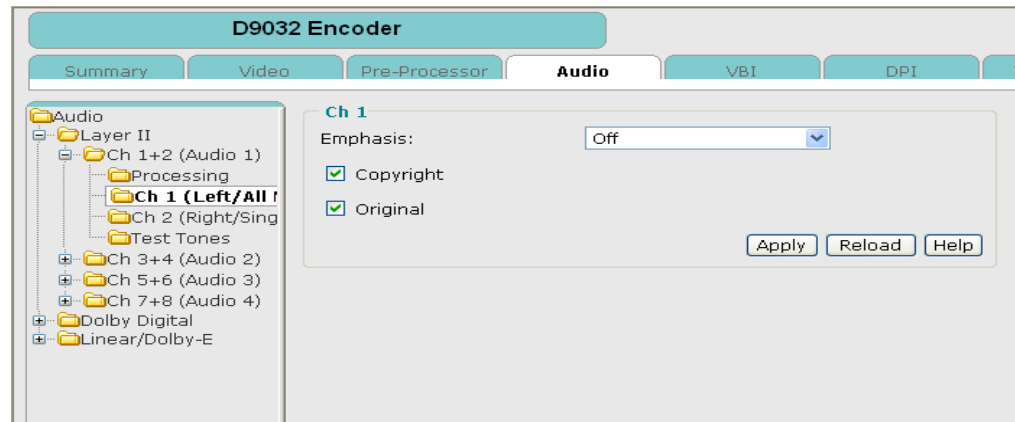 D9032 Encoder
Summary
Video
Pre-Processor
Audio
VBI
DPI
Audio
Layer II
Ch 1+2 (Audio 1)
Processing
Ch 1 (Left/All
Ch 2 (Right/Sing
Test Tones
Ch 3+4 (Audio 2)
Ch 5+6 (Audio 3)
Ch 7+8 (Audio 4)
Dolby Digital
Linear/Dolby-E
Ch 1
Emphasis:
Off
Copyright
Original
Apply
Reload
Help